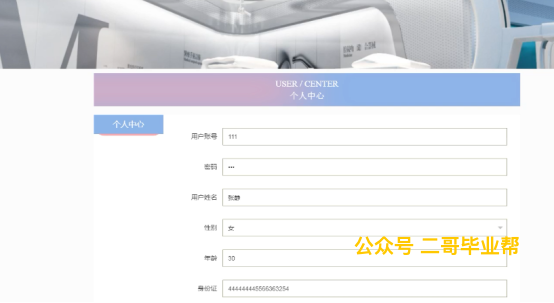 USER / CENTER
个人中心
个人中心
用户账号 111
密码 •••
用户姓名 张静
性别 女
公众号 二哥毕业帮
年龄 30
身份证